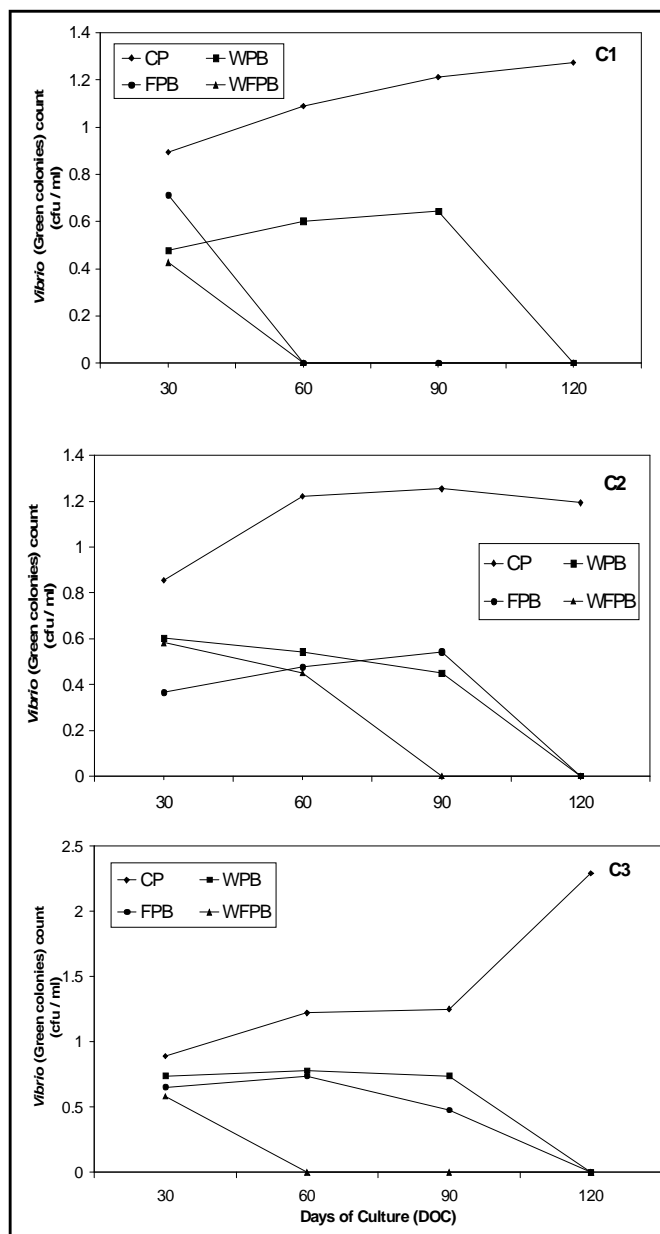 C1
CP WPB
FPB WFPB
Vibrio (Green colonies) count
(cfu / ml)
1.4
1.2
1
0.8
0.6
0.4
0.2
0
30 60 90 120
C2
CP WPB
FPB WFPB
Vibrio (Green colonies) count
(cfu / ml)
1.4
1.2
1
0.8
0.6
0.4
0.2
0
30 60 90 120
C3
CP WPB
FPB WFPB
Vibrio (Green colonies) count
(cfu / ml)
2.5
2
1.5
1
0.5
0
30 60 90 120
Days of Culture (DOC)